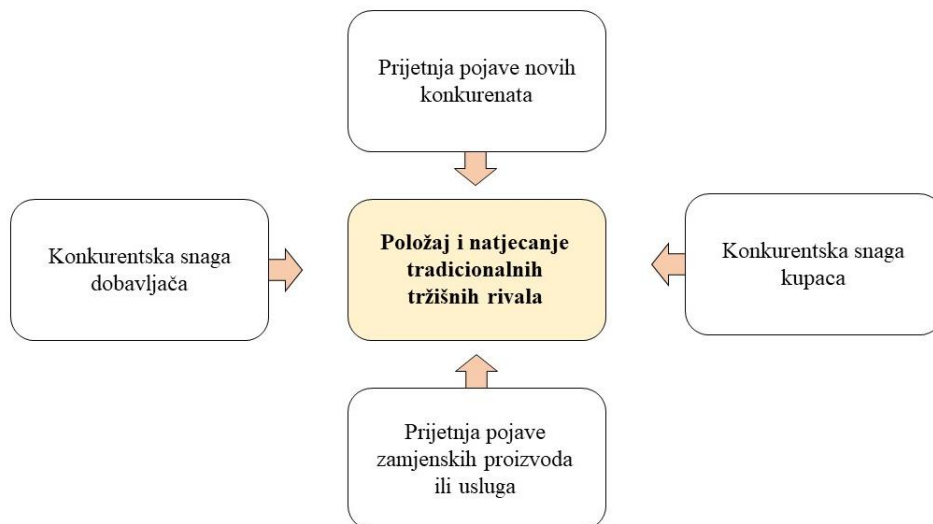 Prijetnja pojave novih
konkurenata
Konkurentska snaga
dobavljača
Položaj i natjecanje
tradicionalnih
tržišnih rivala
Konkurentska snaga
kupaca
Prijetnja pojave
zamjenskih proizvoda
ili usluga